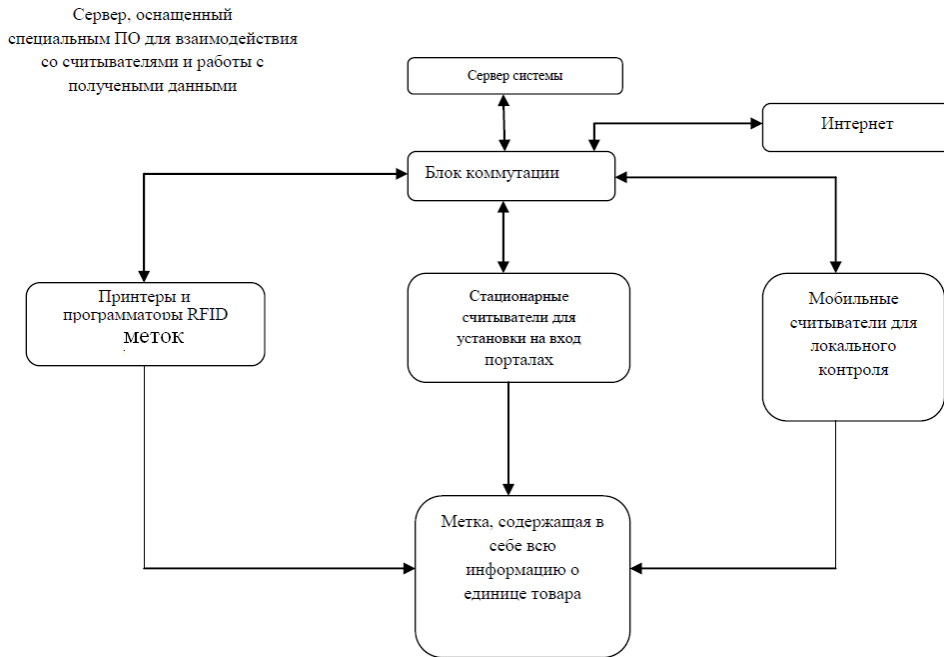 Сервер, оснащенный
специальным ПО для взаимодействия
со считывателями и работы с
получеными данными
Сервер системы
Интернет
Блок коммутации
Принтеры и
программаторы RFID
меток
Стационарные
считыватели для
установки на вход
порталах
Мобильные
считыватели для
локального
контроля
Метка, содержащая в
себе всю
информацию о
единице товара